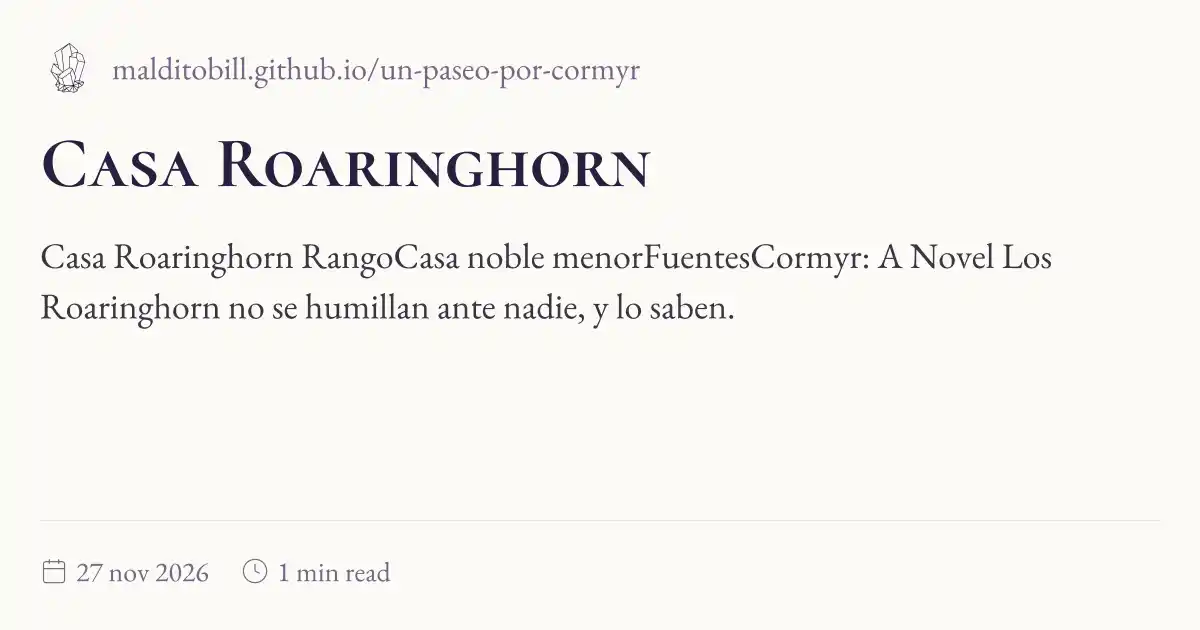 malditobill.github.io/un-paseo-por-cormyr
Casa Roaringhorn
Casa Roaringhorn RangoCasa noble menorFuentesCormyr: A Novel Los
Roaringhorn no se humillan ante nadie, y lo saben.
27 nov 2026
1 min read